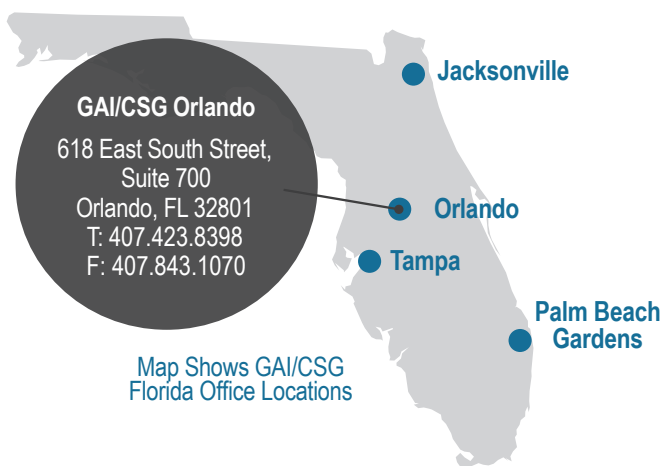 Jacksonville
GAI/CSG Orlando
618 East South Street,
Suite 700
Orlando, FL 32801
T: 407.423.8398
F: 407.843.1070
Orlando
Tampa
Palm Beach
Gardens
Map Shows GAI/CSG
Florida Office Locations